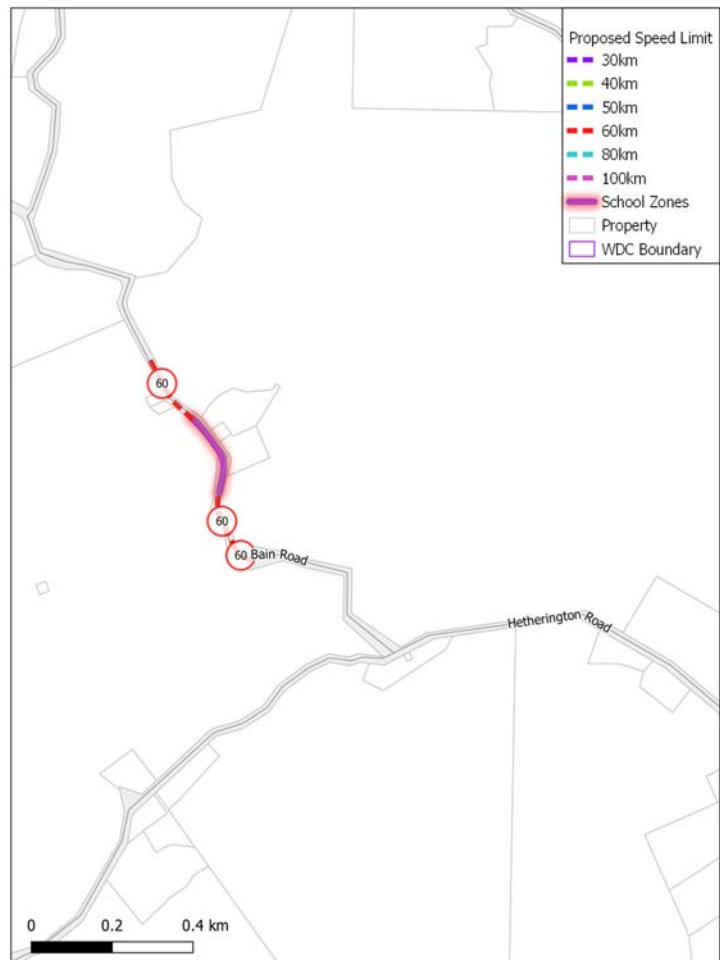 Proposed Speed Limit
30km
40km
50km
60km
80km
100km
School Zones
Property
WDC Boundary
60
60
60 Bain Road
Hetherington Road
0 0.2 0.4 km